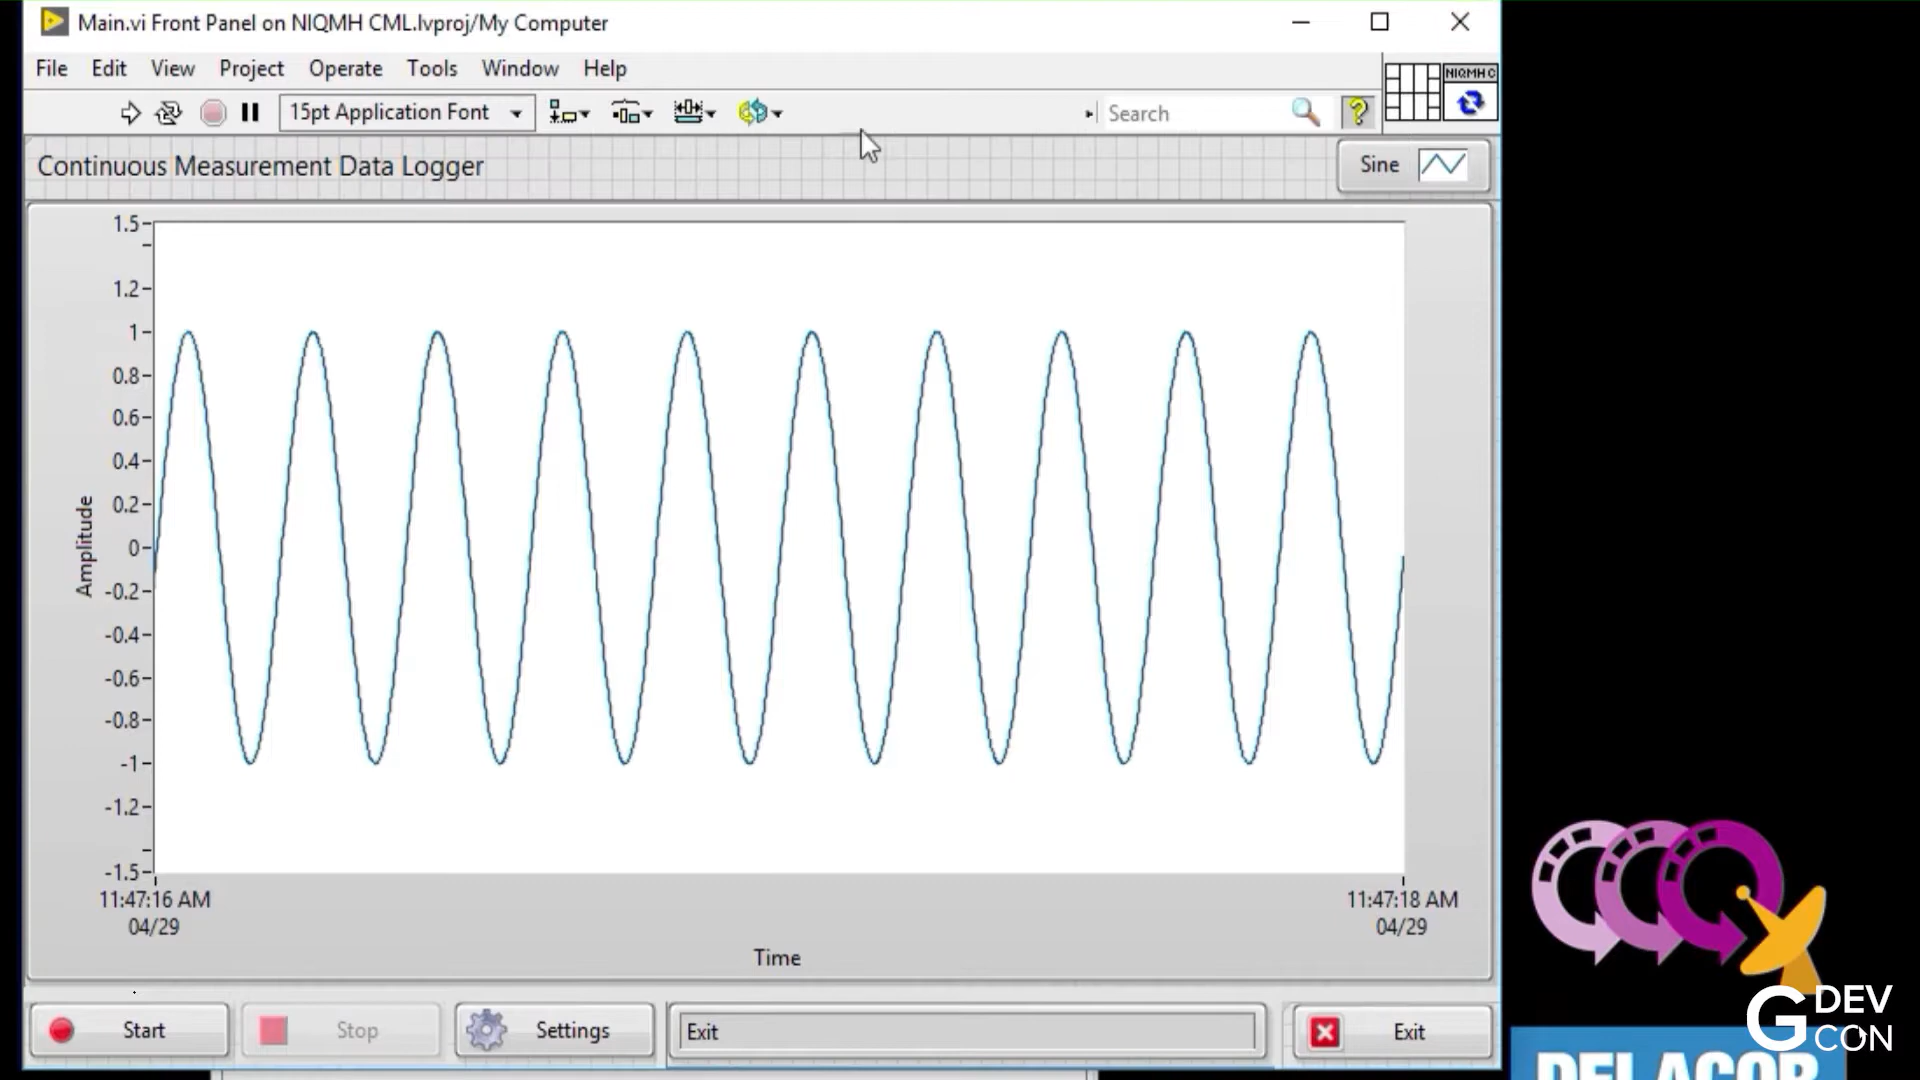 Main.vi Front Panel on NIQMH CML.lvproj/My Computer
File Edit View Project Operate Tools Window Help
15pt Application Font
Search
?
NIQMH C
Continuous Measurement Data Logger
Sine
1.5
1.2
1
0.8
0.6
0.4
0.2
0
-0.2
-0.4
-0.6
-0.8
-1
-1.2
-1.5
Amplitude
11:47:16 AM
04/29
11:47:18 AM
04/29
Time
Start
Stop
Settings
Exit
Exit
G DEV
CON
DELACOR